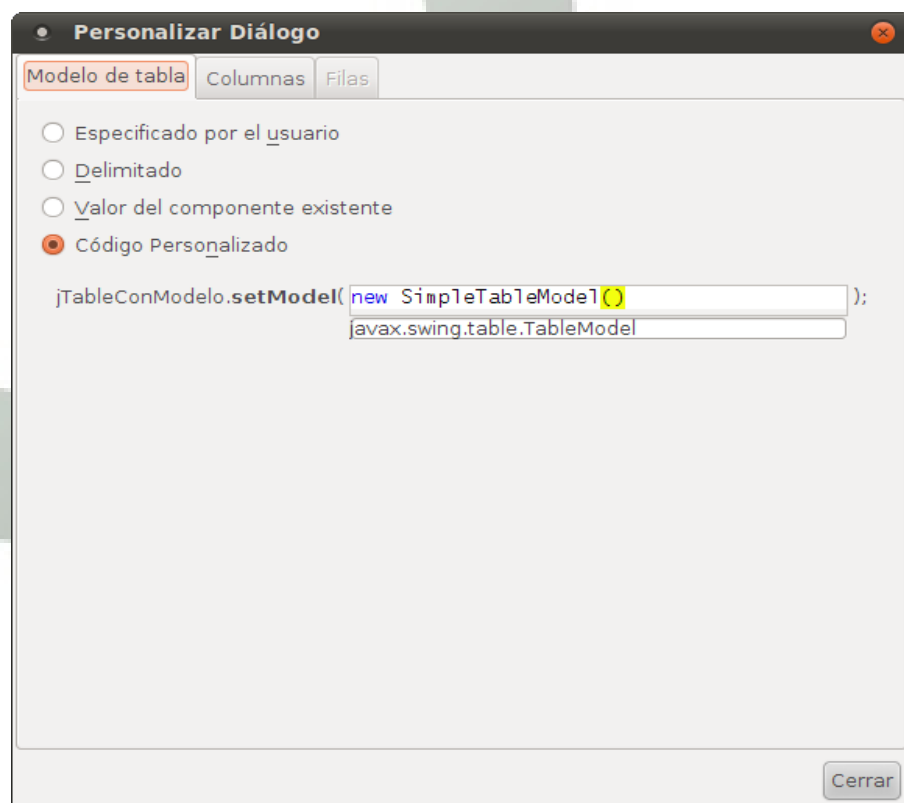 Personalizar Diálogo
Modelo de tabla Columnas Filas
Especificado por el usuario
Delimitado
Valor del componente existente
Código Personalizado
jTableConModelo.setModel( new SimpleTableModel() );
javax.swing.table.TableModel
Cerrar